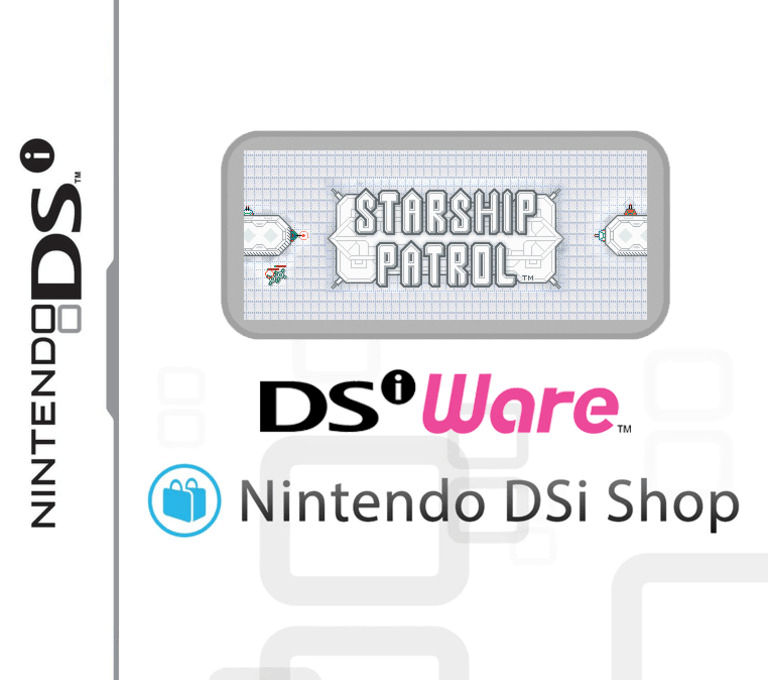 NINTENDO DSi™
STARSHIP
PATROL™
DSiWare™
Nintendo DSi Shop